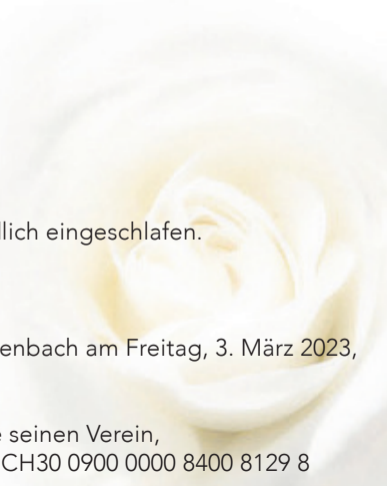 llich eingeschlafen.
enbach am Freitag, 3. März 2023,
e seinen Verein,
CH30 0900 0000 8400 8129 8